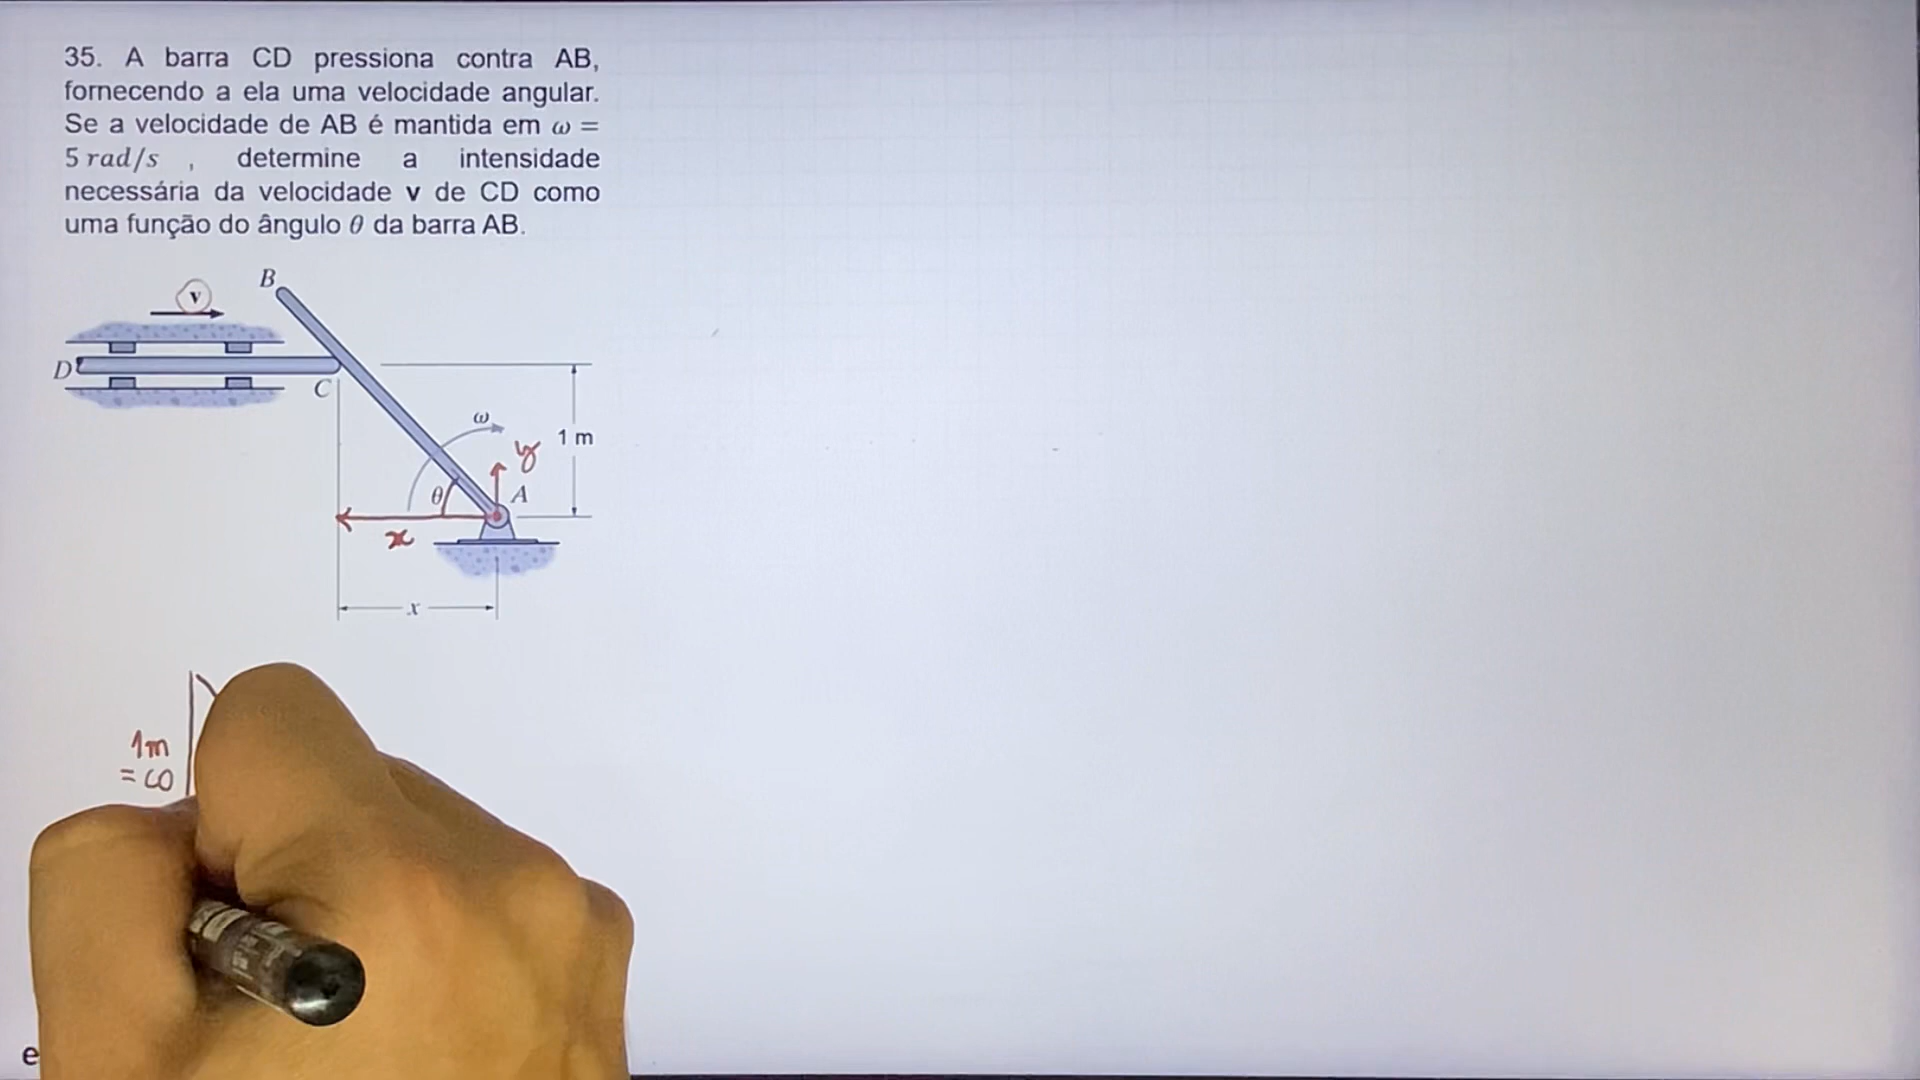 35. A barra CD pressiona contra AB,
fornecendo a ela uma velocidade angular.
Se a velocidade de AB é mantida em ω =
5 rad/s , determine a intensidade
necessária da velocidade v de CD como
uma função do ângulo θ da barra AB.
B
v
D
C
ω
1 m
y
θ
A
x
x
1m
= CO
e